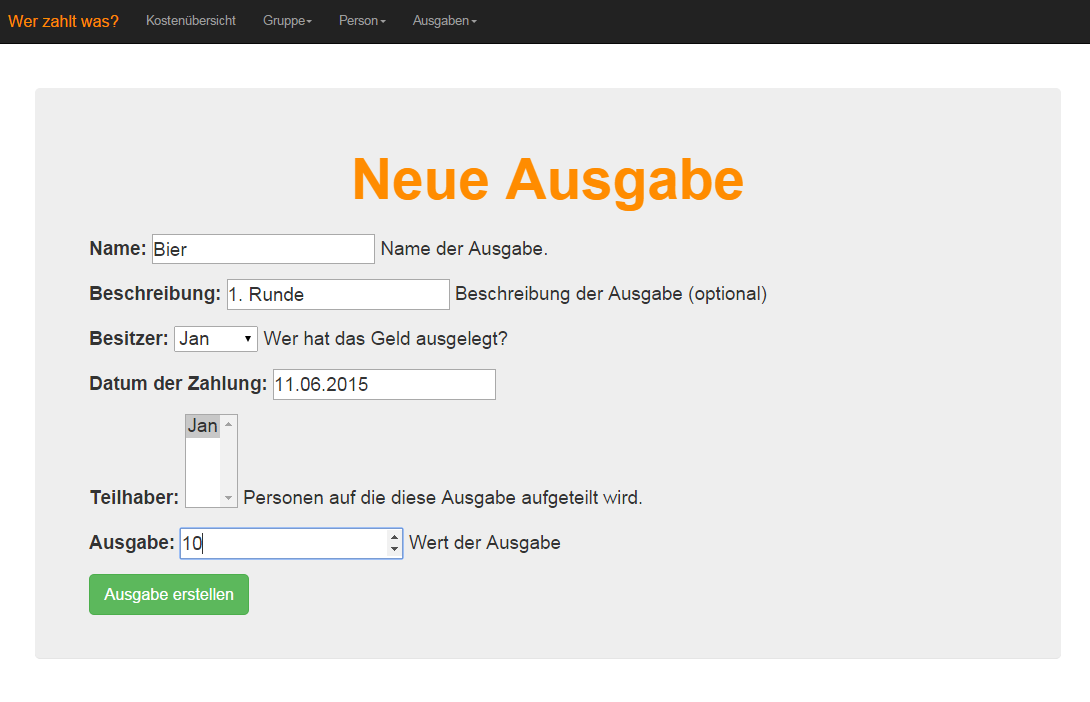 Wer zahlt was? Kostenübersicht Gruppe Person Ausgaben
Neue Ausgabe
Name: Bier Name der Ausgabe.
Beschreibung: 1. Runde Beschreibung der Ausgabe (optional)
Besitzer: Jan Wer hat das Geld ausgelegt?
Datum der Zahlung: 11.06.2015
Jan
Teilhaber: Personen auf die diese Ausgabe aufgeteilt wird.
Ausgabe: 10 Wert der Ausgabe
Ausgabe erstellen